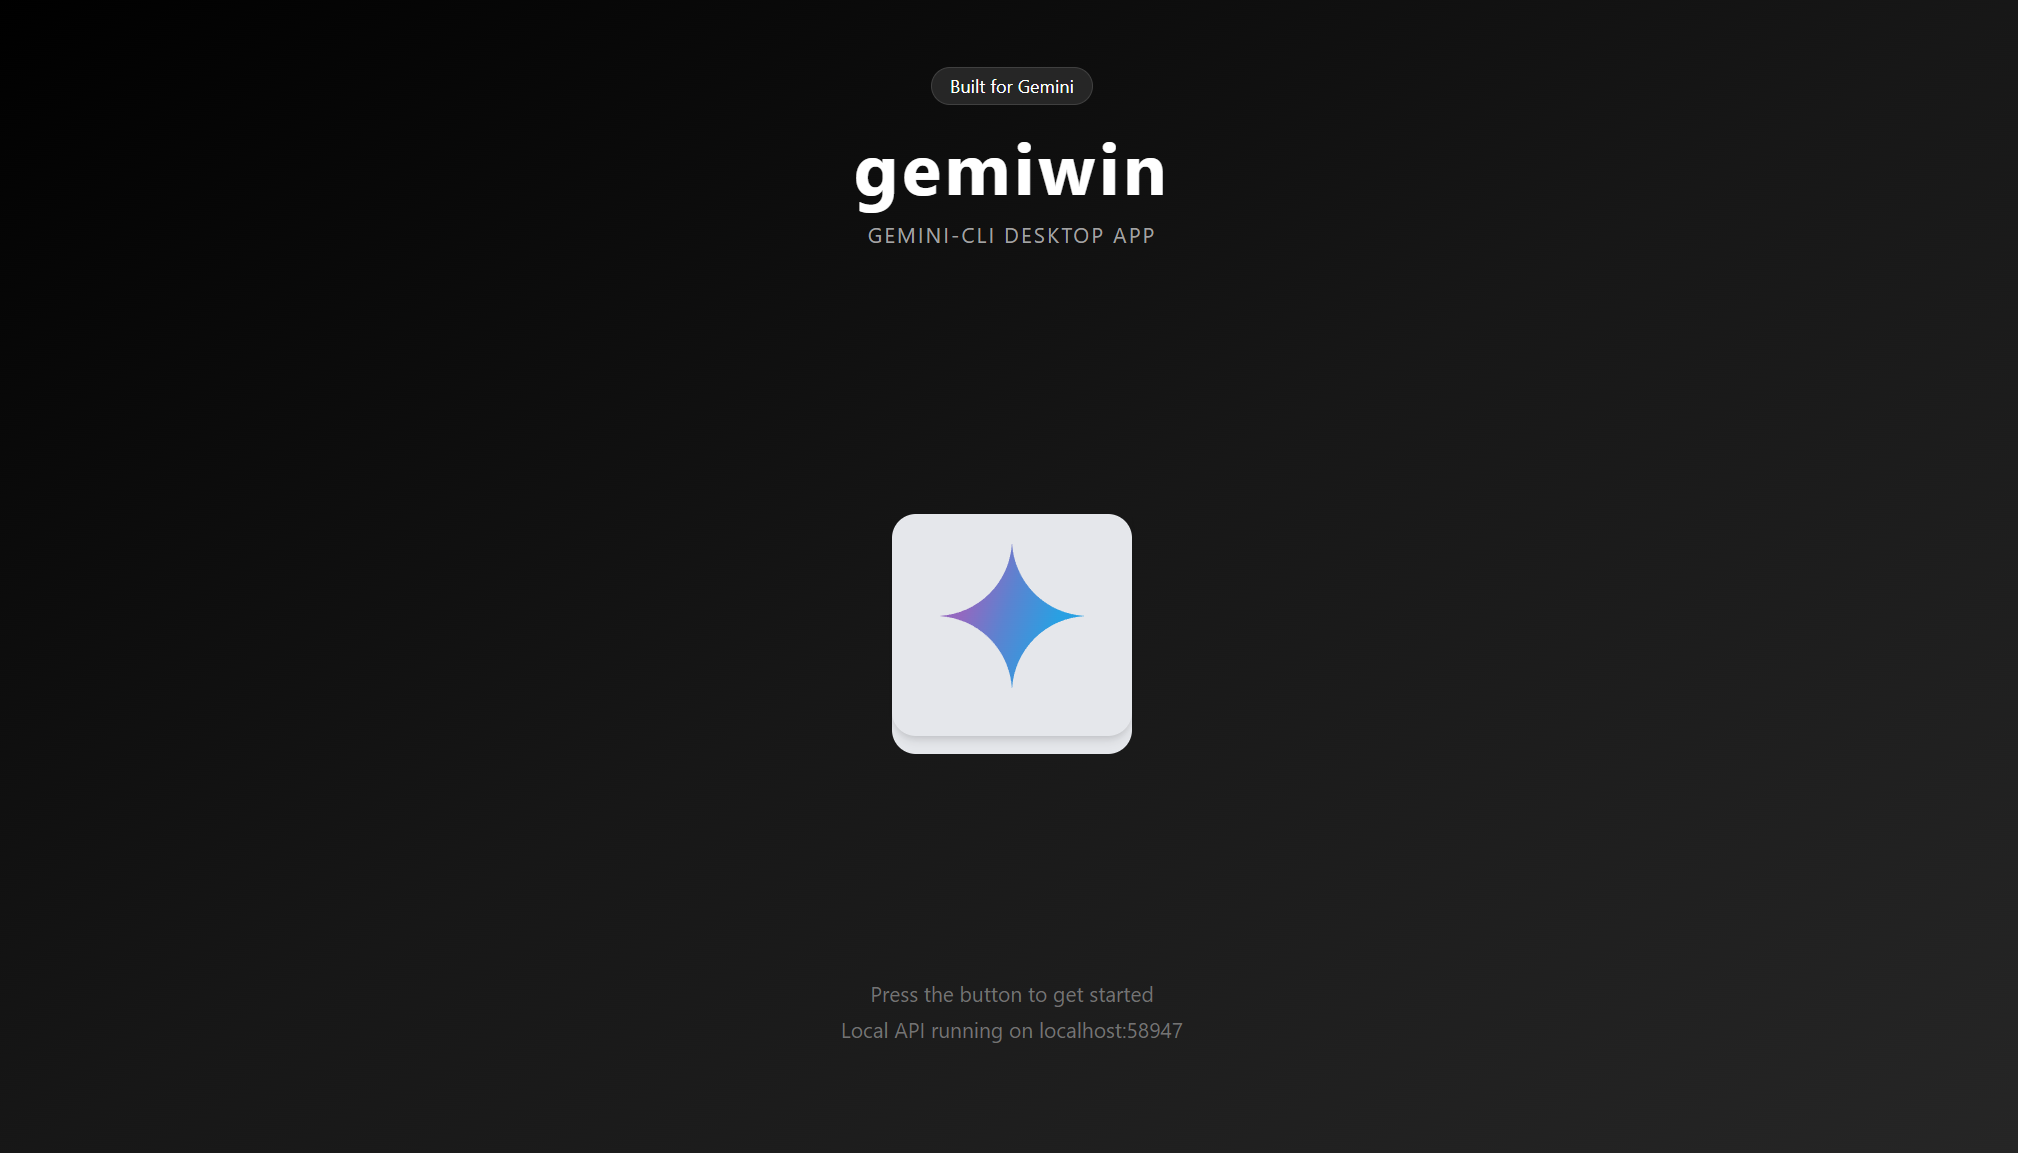 Built for Gemini
gemiwin
GEMINI-CLI DESKTOP APP
Press the button to get started
Local API running on localhost:58947